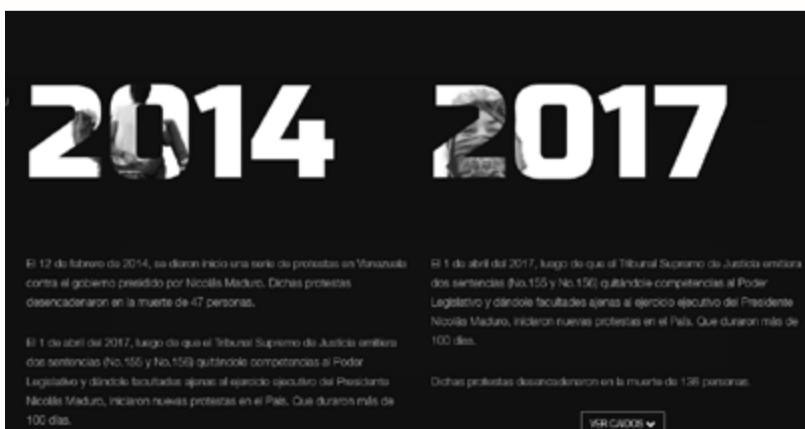 2014
El 12 de febrero de 2014, se dieron inicio una serie de protestas en Venezuela
contra el gobierno presidido por Nicolás Maduro. Dichas protestas
desencadenaron en la muerte de 47 personas.
El 1 de abril del 2017, luego de que el Tribunal Supremo de Justicia emitiera
dos sentencias (No.155 y No.156) quitándole competencias al Poder
Legislativo y dándole facultades ajenas al ejercicio ejecutivo del Presidente
Nicolás Maduro, iniciaron nuevas protestas en el País. Que duraron más de
100 días.
2017
El 1 de abril del 2017, luego de que el Tribunal Supremo de Justicia emitiera
dos sentencias (No.155 y No.156) quitándole competencias al Poder
Legislativo y dándole facultades ajenas al ejercicio ejecutivo del Presidente
Nicolás Maduro, iniciaron nuevas protestas en el País. Que duraron más de
100 días.
Dichas protestas desencadenaron en la muerte de 136 personas.
VER CAIDOS